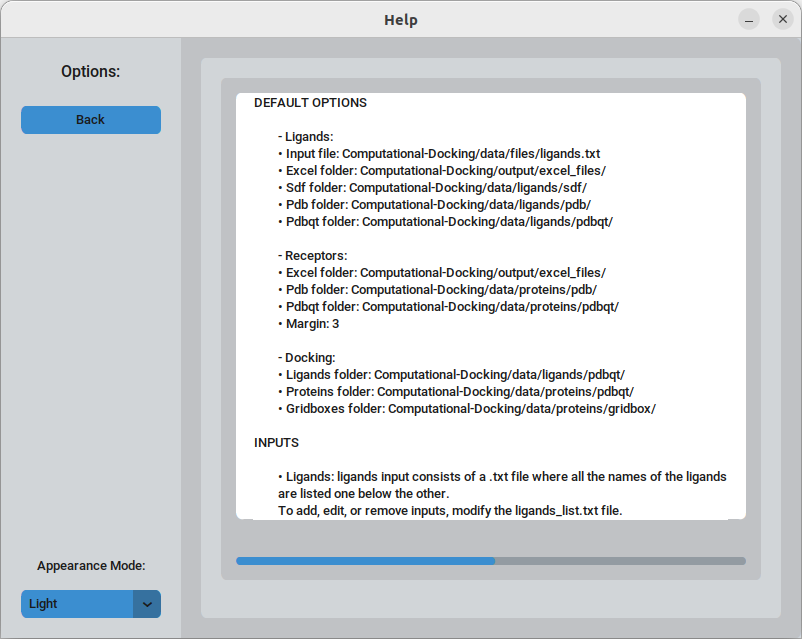 Help
Options:
Back
DEFAULT OPTIONS
- Ligands:
• Input file: Computational-Docking/data/files/ligands.txt
• Excel folder: Computational-Docking/output/excel_files/
• Sdf folder: Computational-Docking/data/ligands/sdf/
• Pdb folder: Computational-Docking/data/ligands/pdb/
• Pdbqt folder: Computational-Docking/data/ligands/pdbqt/
- Receptors:
• Excel folder: Computational-Docking/output/excel_files/
• Pdb folder: Computational-Docking/data/proteins/pdb/
• Pdbqt folder: Computational-Docking/data/proteins/pdbqt/
• Margin: 3
- Docking:
• Ligands folder: Computational-Docking/data/ligands/pdbqt/
• Proteins folder: Computational-Docking/data/proteins/pdbqt/
• Gridboxes folder: Computational-Docking/data/proteins/gridbox/
INPUTS
• Ligands: ligands input consists of a .txt file where all the names of the ligands
are listed one below the other.
To add, edit, or remove inputs, modify the ligands_list.txt file.
Appearance Mode:
Light